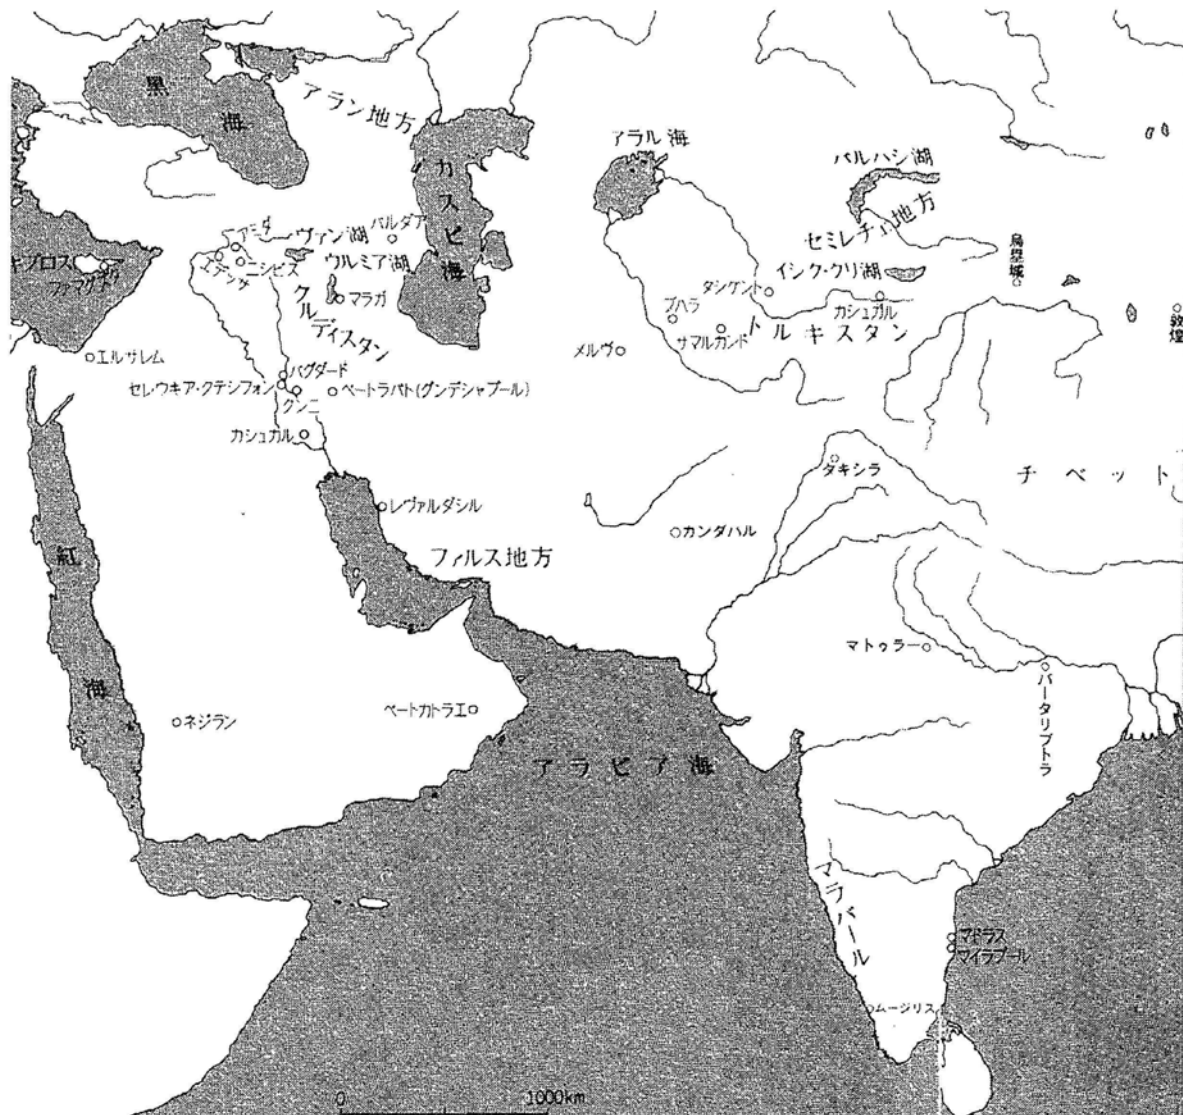 黒海
アラン地方
カスピ海
アラル海
バルハシ湖
セミレチェ地方
イシク・クリ湖
タシケント
ブハラ
サマルカンド
トルキスタン
カシュガル
メルヴ
敦煌
アミダ
エデッサ
ニシビス
ヴァン湖
バルダア
ウルミア湖
マラガ
クルディスタン
キプロス
ファマグスタ
エルサレム
バグダード
セレウキア・クテシフォン
クンニ
ベートラパト(グンデシャプール)
カシュガル
レヴァルダシル
ファルス地方
カンダハル
タキシラ
チベット
紅海
ネジラン
ベートカトラエ
マトゥラー
パータリプトラ
アラビア海
マラバール
マドラス
マイラプール
ムージリス
0 1000km